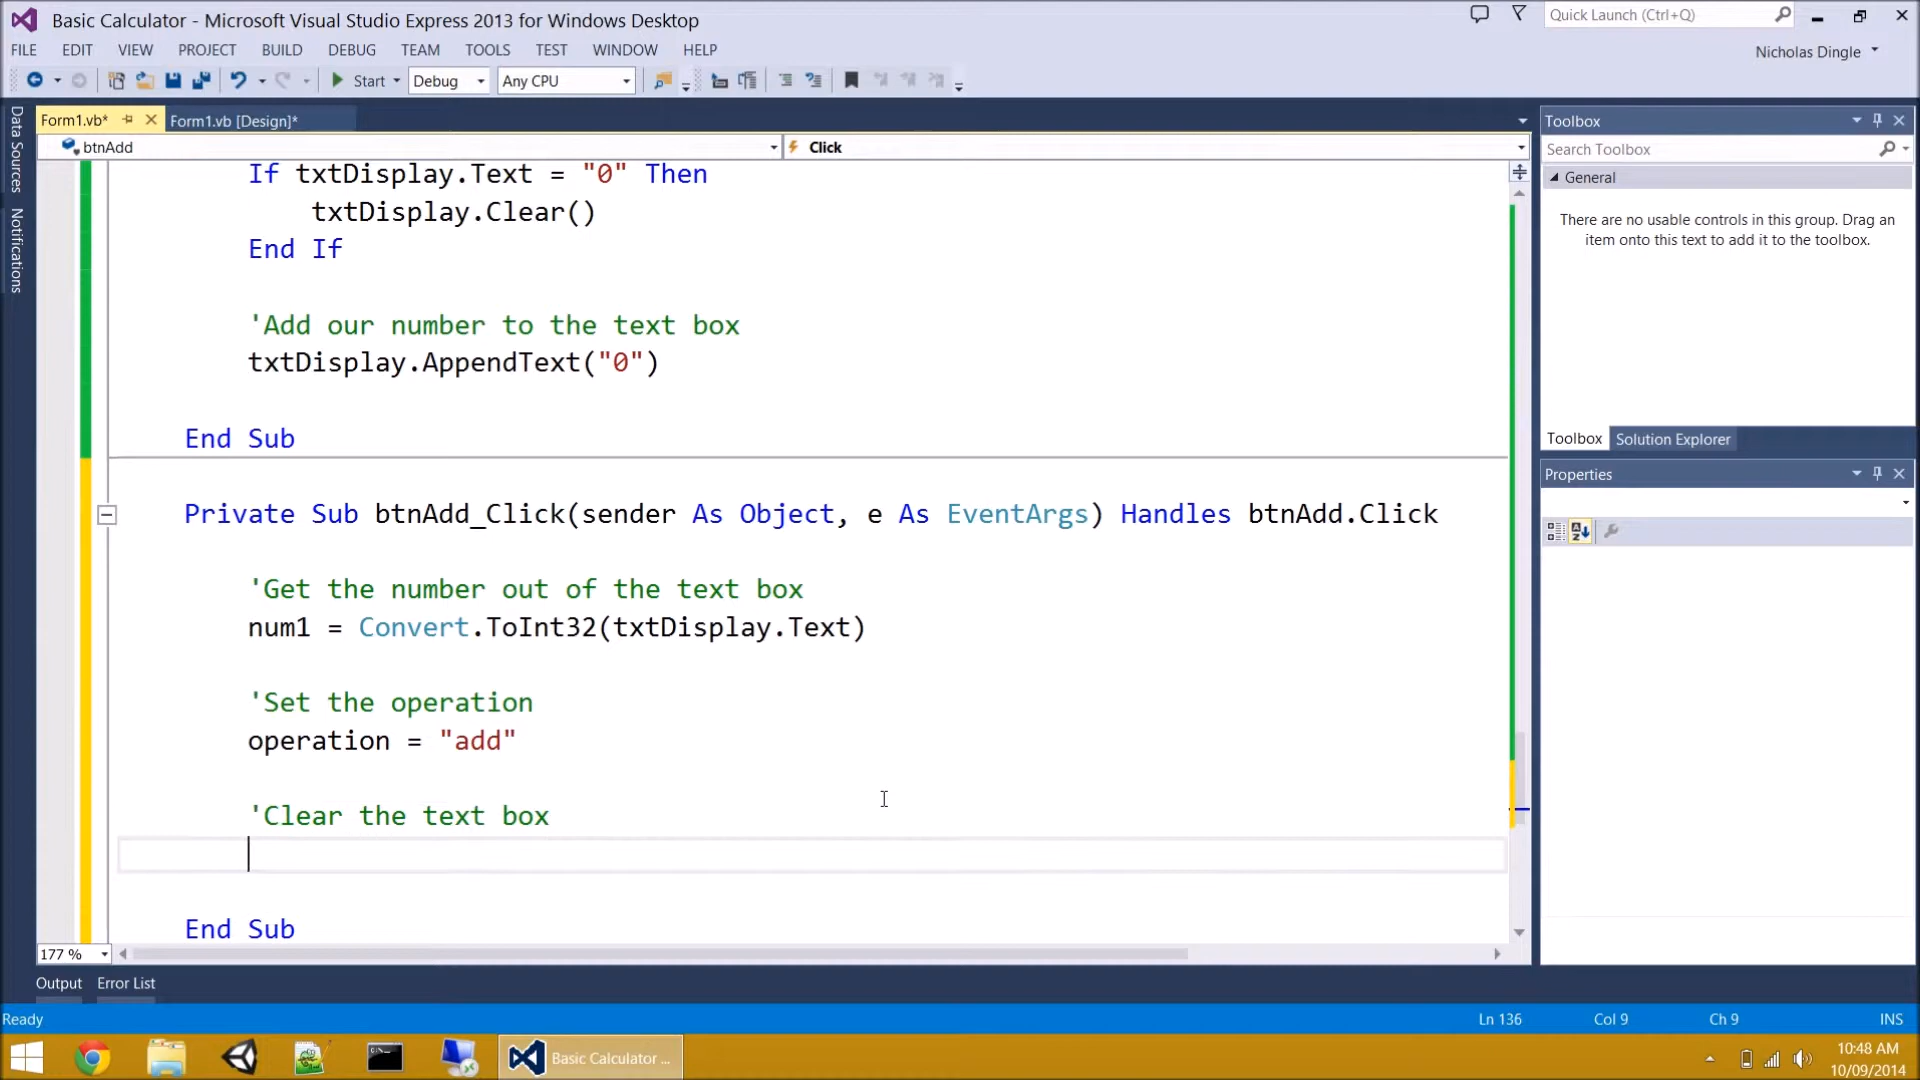 Basic Calculator - Microsoft Visual Studio Express 2013 for Windows Desktop
Quick Launch (Ctrl+Q)
FILE EDIT VIEW PROJECT BUILD DEBUG TEAM TOOLS TEST WINDOW HELP
Nicholas Dingle
Start Debug Any CPU
Data Sources
Notifications
Form1.vb* Form1.vb [Design]*
btnAdd Click
If txtDisplay.Text = "0" Then
txtDisplay.Clear()
End If
'Add our number to the text box
txtDisplay.AppendText("0")
End Sub
Private Sub btnAdd_Click(sender As Object, e As EventArgs) Handles btnAdd.Click
'Get the number out of the text box
num1 = Convert.ToInt32(txtDisplay.Text)
'Set the operation
operation = "add"
'Clear the text box
End Sub
177 %
Toolbox
Search Toolbox
General
There are no usable controls in this group. Drag an
item onto this text to add it to the toolbox.
Toolbox Solution Explorer
Properties
Output Error List
Ready Ln 136 Col 9 Ch 9 INS
Basic Calculator ...
10:48 AM
10/09/2014